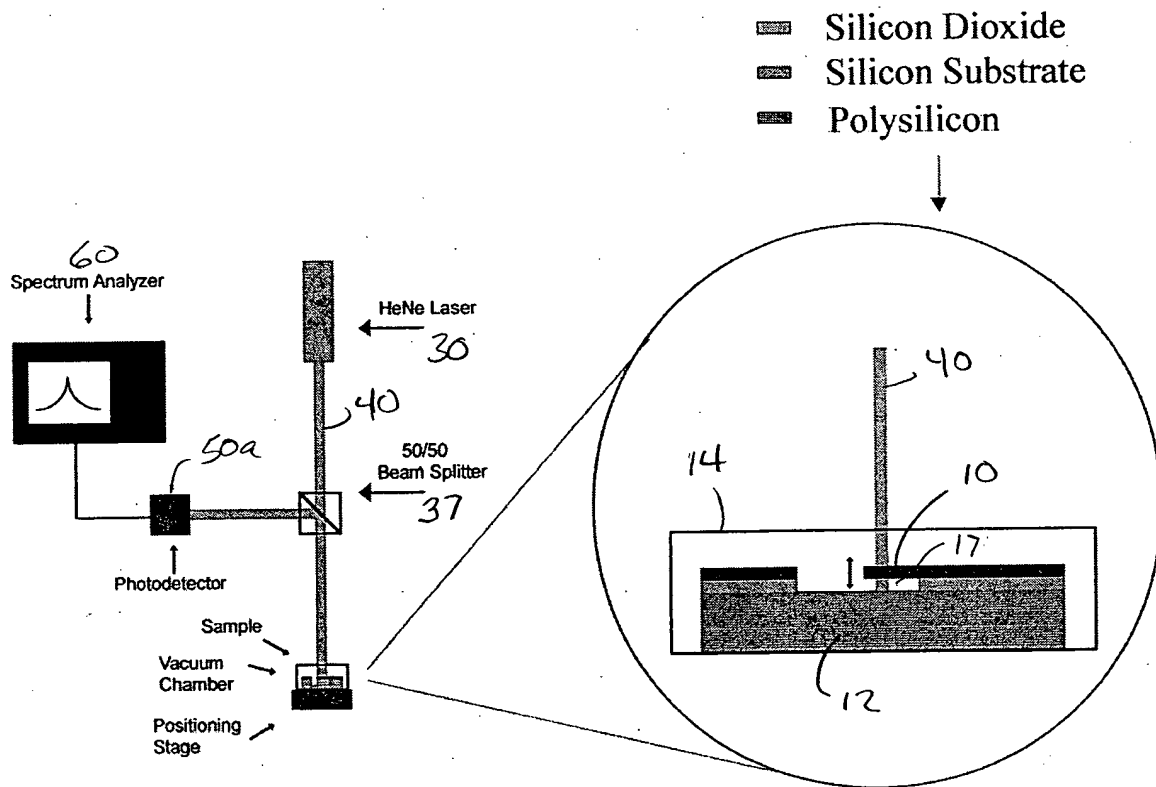 Silicon Dioxide
Silicon Substrate
Polysilicon
60
Spectrum Analyzer
HeNe Laser
30
40
50a
50/50
Beam Splitter
37
Photodetector
Sample
Vacuum
Chamber
Positioning
Stage
40
14
10
17
12